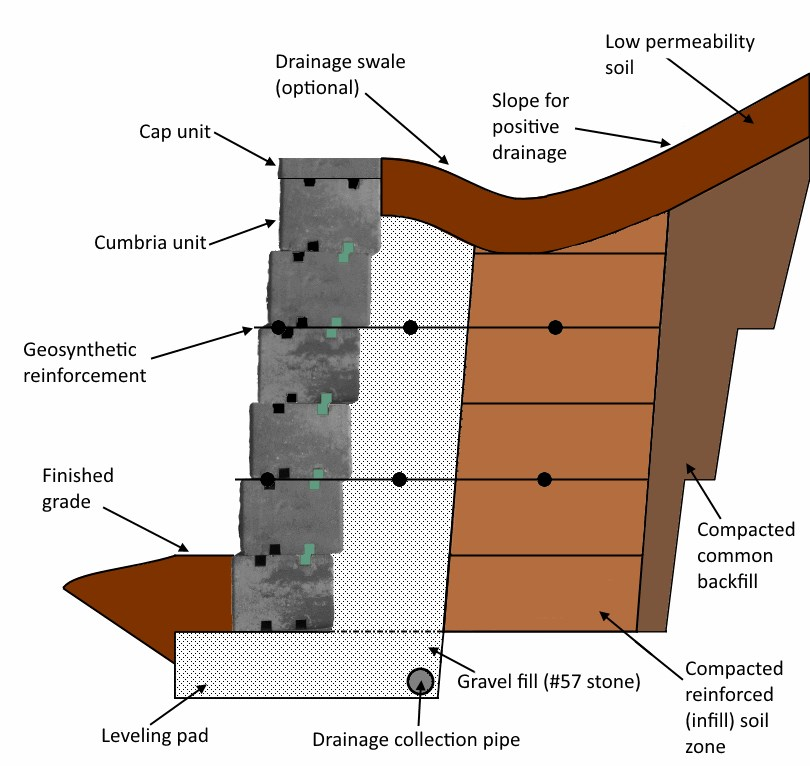 Low permeability
soil
Drainage swale
(optional)
Slope for
positive
drainage
Cap unit
Cumbria unit
Geosynthetic
reinforcement
Finished
grade
Compacted
common
backfill
Gravel fill (#57 stone)
Compacted
reinforced
(infill) soil
zone
Leveling pad
Drainage collection pipe